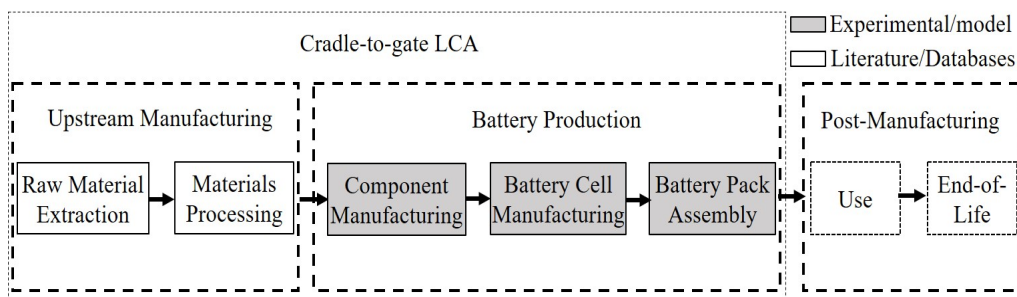 Cradle-to-gate LCA
Experimental/model
Literature/Databases
Upstream Manufacturing
Battery Production
Post-Manufacturing
Raw Material
Extraction
Materials
Processing
Component
Manufacturing
Battery Cell
Manufacturing
Battery Pack
Assembly
Use
End-of-
Life